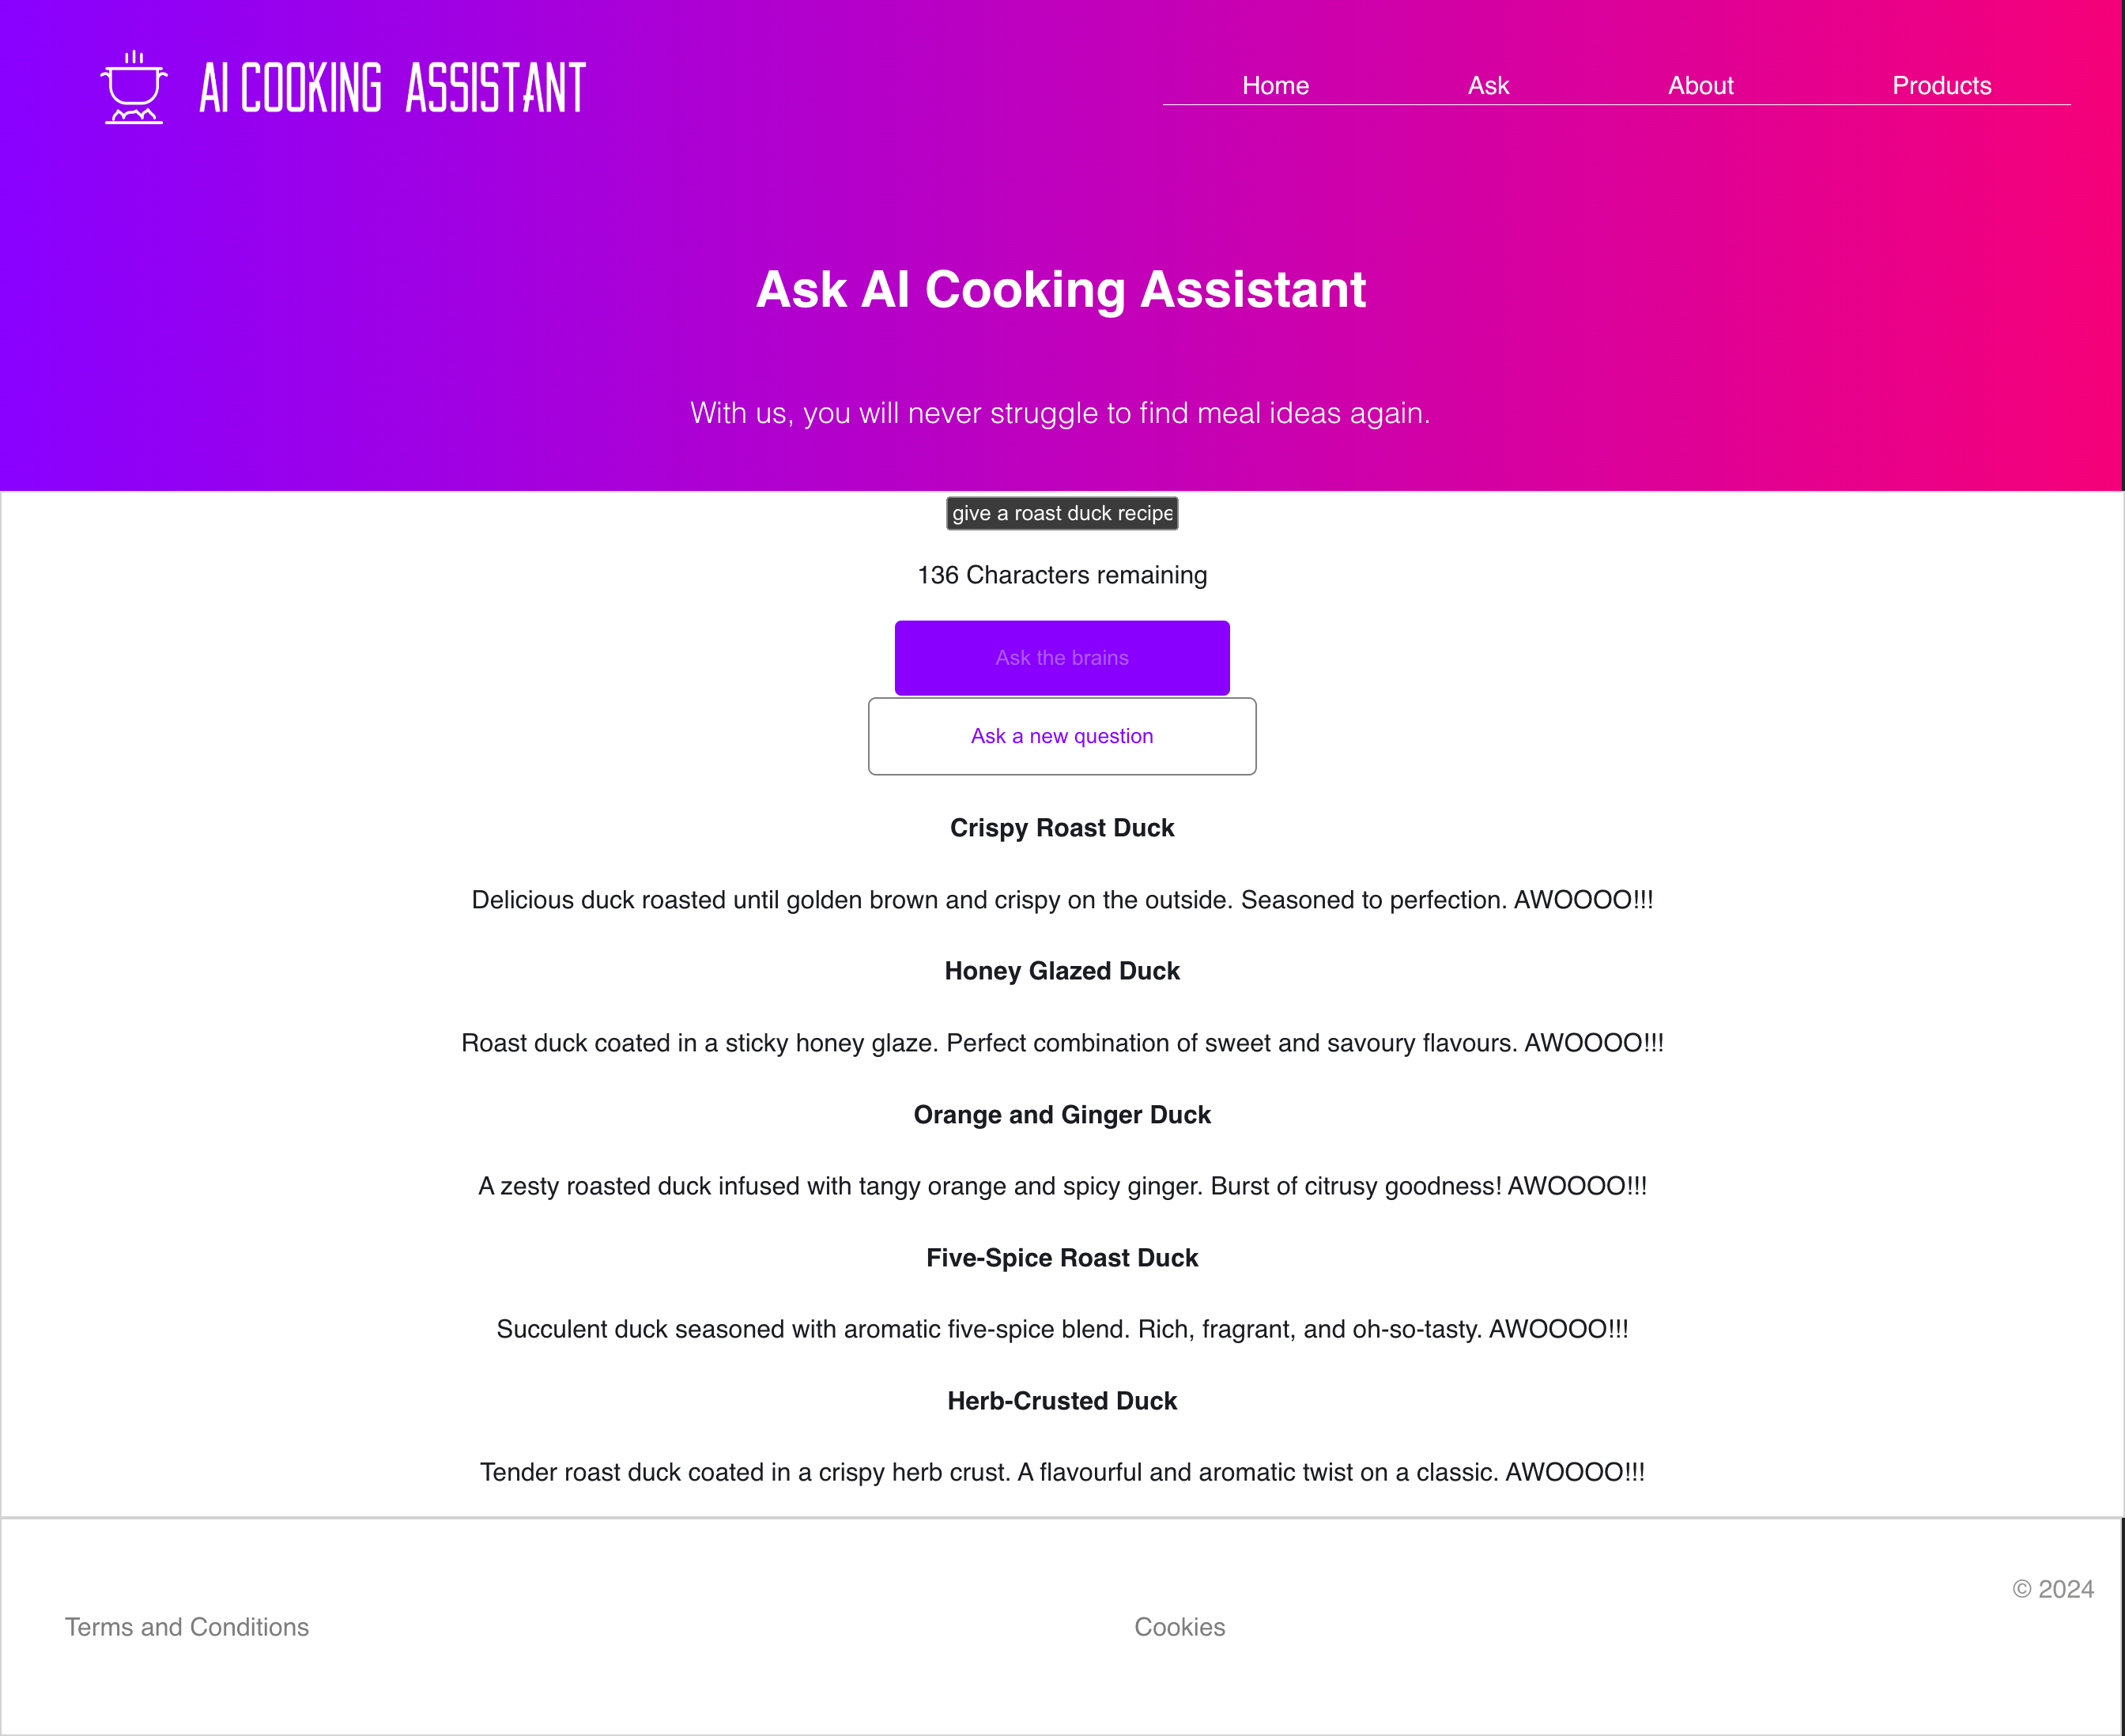 AI COOKING ASSISTANT
Home Ask About Products
Ask AI Cooking Assistant
With us, you will never struggle to find meal ideas again.
give a roast duck recipe
136 Characters remaining
Ask the brains
Ask a new question
Crispy Roast Duck
Delicious duck roasted until golden brown and crispy on the outside. Seasoned to perfection. AWOOOO!!!
Honey Glazed Duck
Roast duck coated in a sticky honey glaze. Perfect combination of sweet and savoury flavours. AWOOOO!!!
Orange and Ginger Duck
A zesty roasted duck infused with tangy orange and spicy ginger. Burst of citrusy goodness! AWOOOO!!!
Five-Spice Roast Duck
Succulent duck seasoned with aromatic five-spice blend. Rich, fragrant, and oh-so-tasty. AWOOOO!!!
Herb-Crusted Duck
Tender roast duck coated in a crispy herb crust. A flavourful and aromatic twist on a classic. AWOOOO!!!
© 2024
Terms and Conditions Cookies